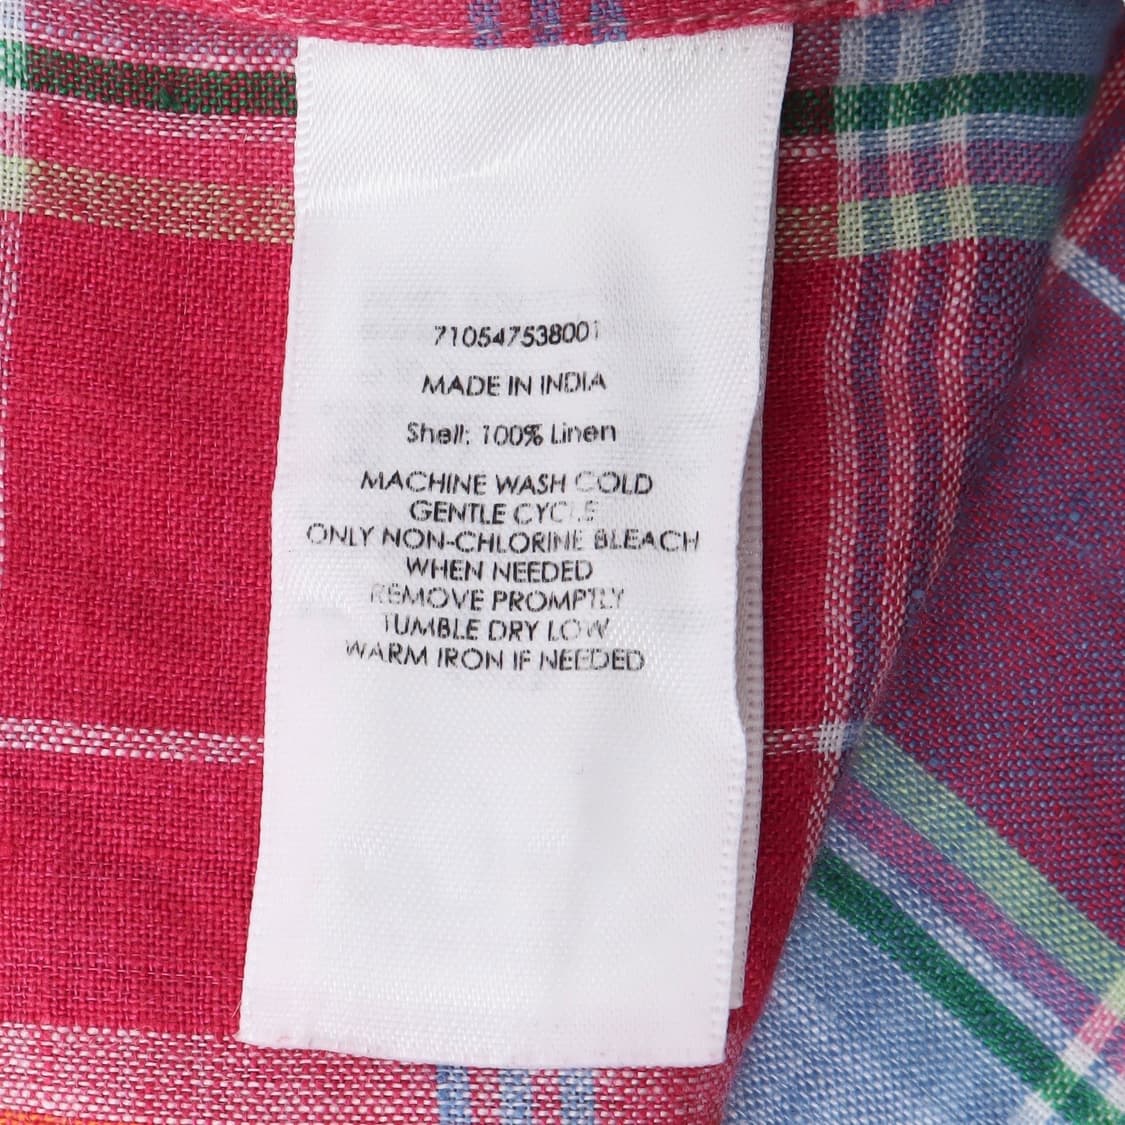 710547538001
MADE IN INDIA
Shell: 100% Linen
MACHINE WASH COLD
GENTLE CYCLE
ONLY NON-CHLORINE BLEACH
WHEN NEEDED
REMOVE PROMPTLY
TUMBLE DRY LOW
WARM IRON IF NEEDED